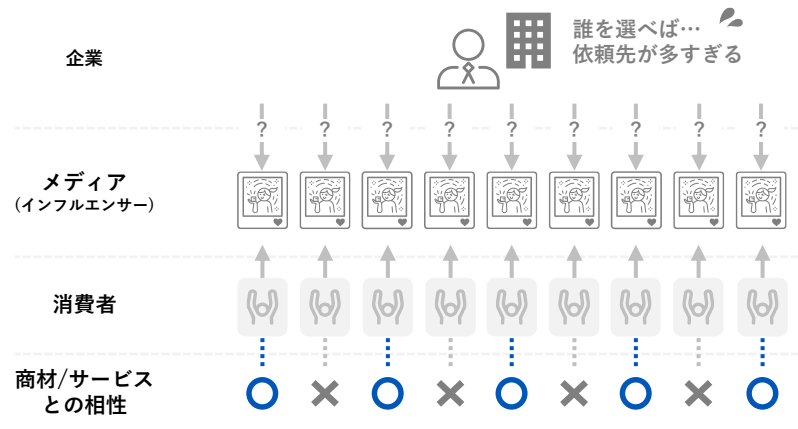 誰を選べば…
依頼先が多すぎる
企業
? ? ? ? ? ? ? ? ?
メディア
(インフルエンサー)
消費者
商材/サービス
との相性